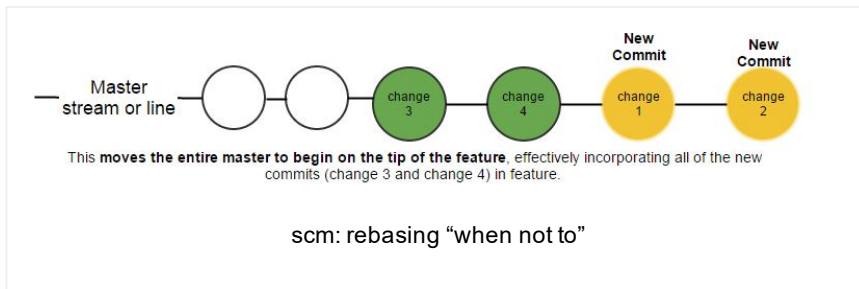 New
Commit
New
Commit
Master
stream or line
change
3
change
4
change
1
change
2
This moves the entire master to begin on the tip of the feature, effectively incorporating all of the new
commits (change 3 and change 4) in feature.
scm: rebasing “when not to”